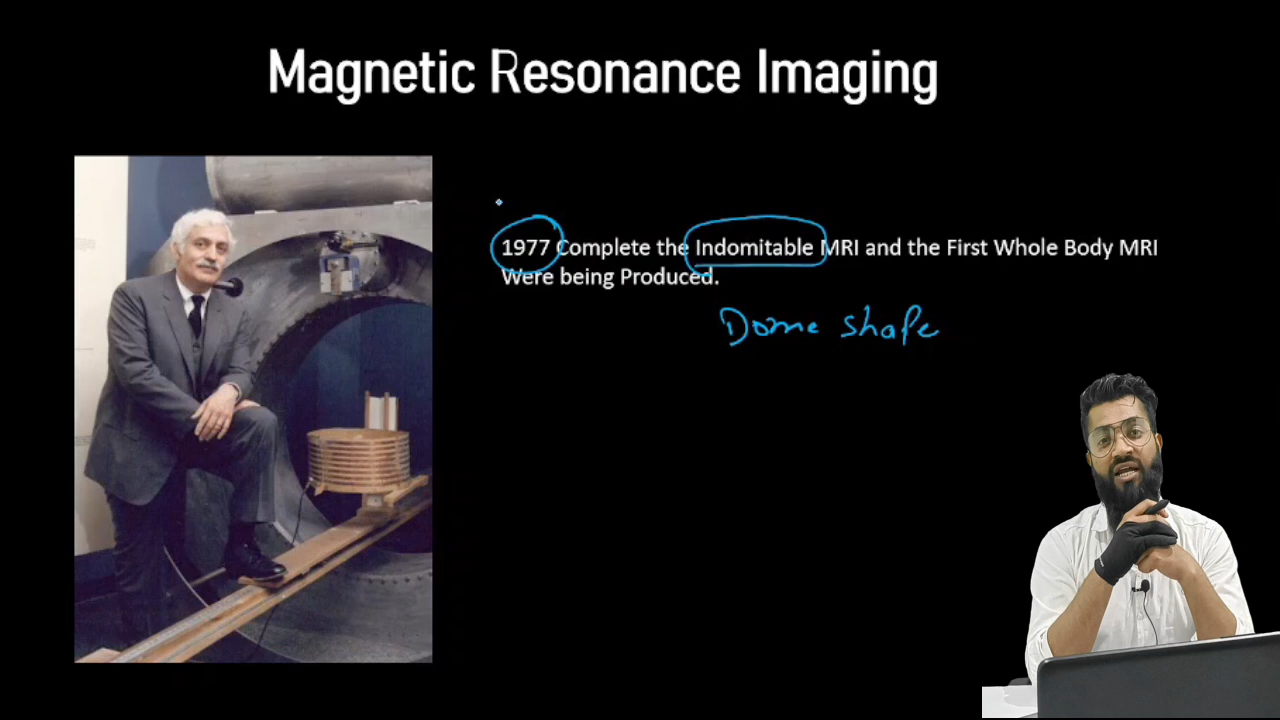 Magnetic Resonance Imaging
1977 Complete the Indomitable MRI and the First Whole Body MRI
Were being Produced.
Dome shape